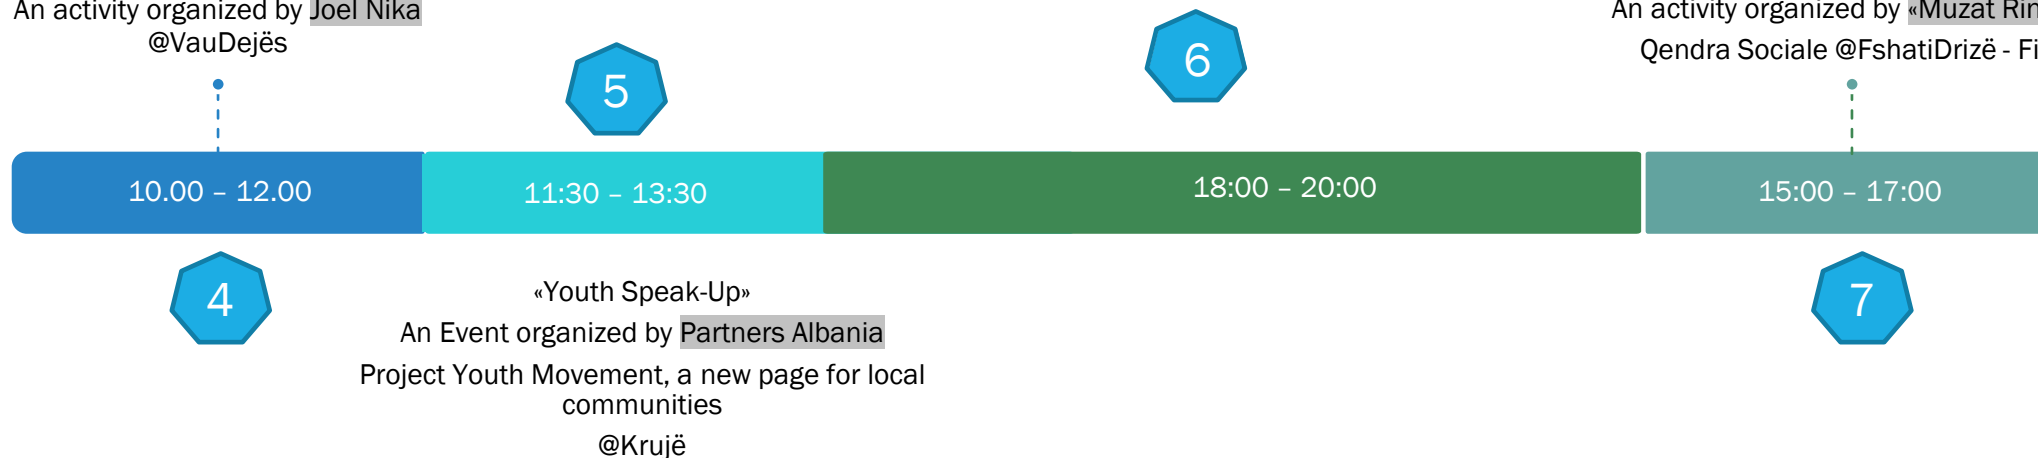 An activity organized by Joel Nika
@VauDejës
An activity organized by «Muzat
Qendra Sociale @FshatiDrizë -
5
6
10.00 – 12.00
11:30 – 13:30
18:00 – 20:00
15:00 – 17:00
4
7
«Youth Speak-Up»
An Event organized by Partners Albania
Project Youth Movement, a new page for local
communities
@Krujë